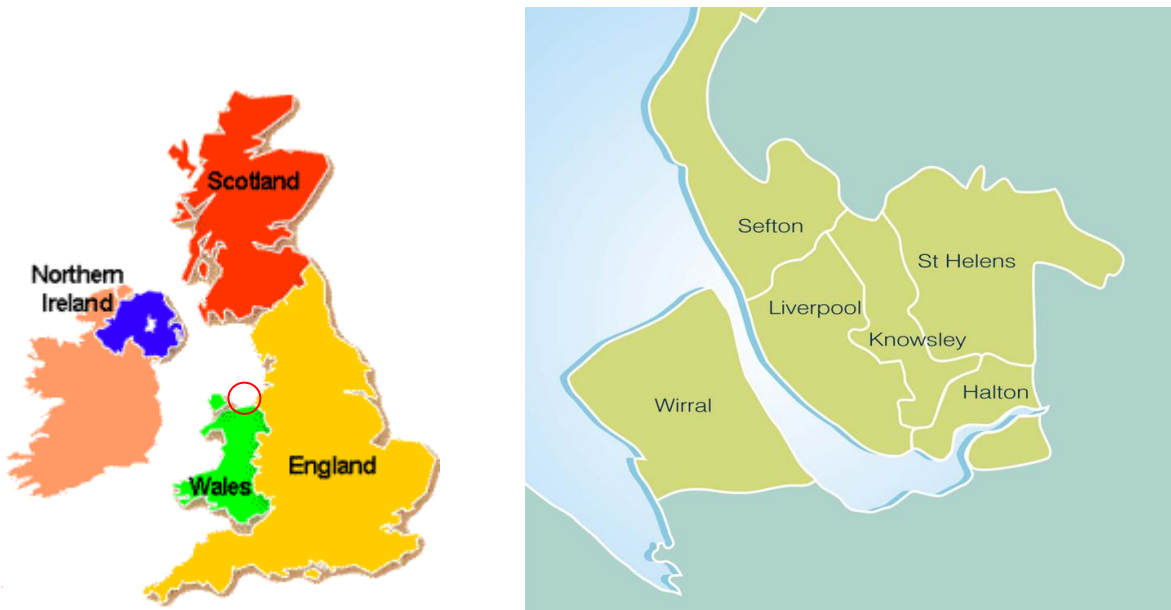 Scotland
Northern
Ireland
England
Wales
Sefton
St Helens
Liverpool
Knowsley
Halton
Wirral